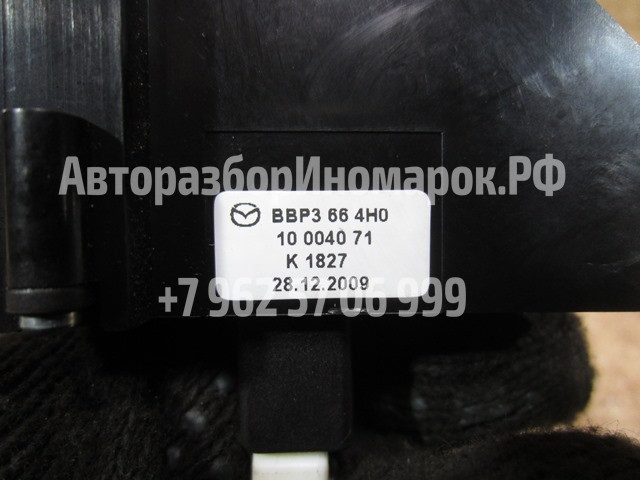 АвторазборИномарок.РФ
BBP3 66 4H0
10 0040 71
K 1827
28.12.2009
+7 962 37 06 999